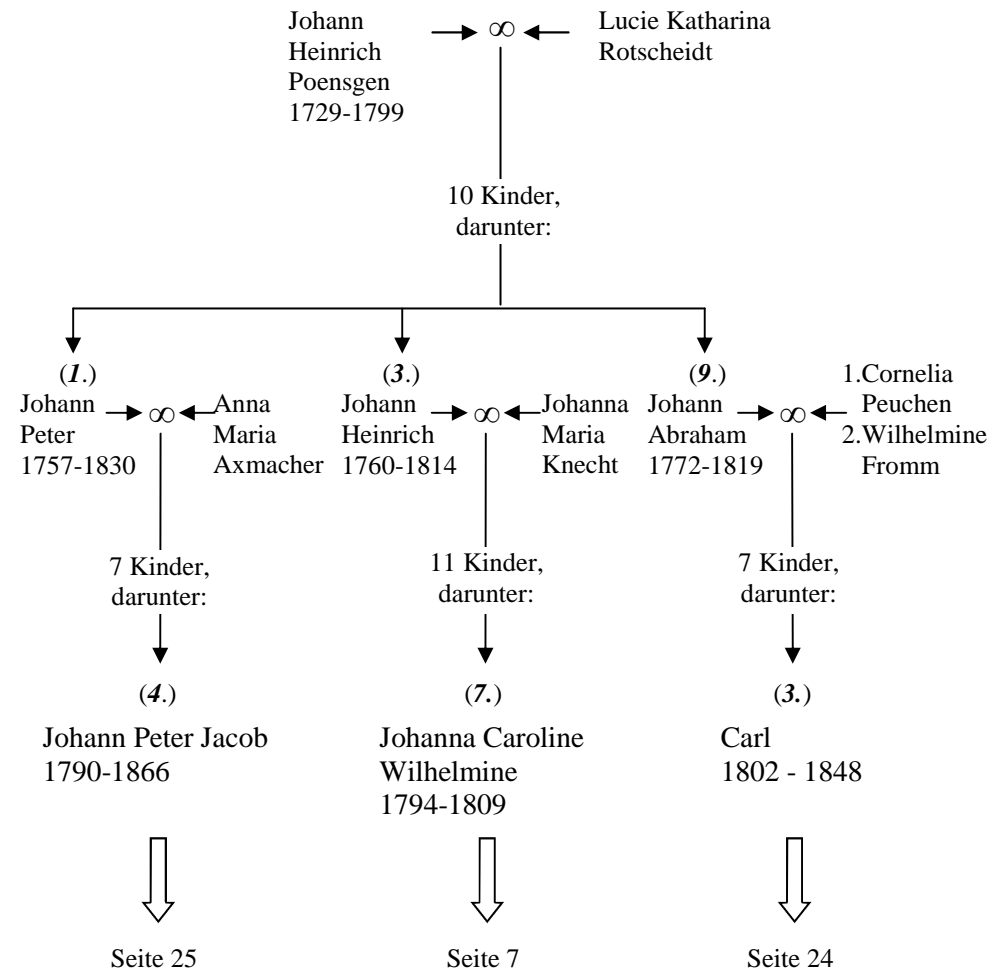 Johann
Heinrich
Poensgen
1729-1799
∞
Lucie Katharina
Rotscheidt
10 Kinder,
darunter:
(1.)
Johann
Peter
1757-1830
∞
Anna
Maria
Axmacher
(3.)
Johann
Heinrich
1760-1814
∞
Johanna
Maria
Knecht
(9.)
Johann
Abraham
1772-1819
∞
1.Cornelia
Peuchen
2.Wilhelmine
Fromm
7 Kinder,
darunter:
11 Kinder,
darunter:
7 Kinder,
darunter:
(4.)
Johann Peter Jacob
1790-1866
(7.)
Johanna Caroline
Wilhelmine
1794-1809
(3.)
Carl
1802 - 1848
Seite 25
Seite 7
Seite 24